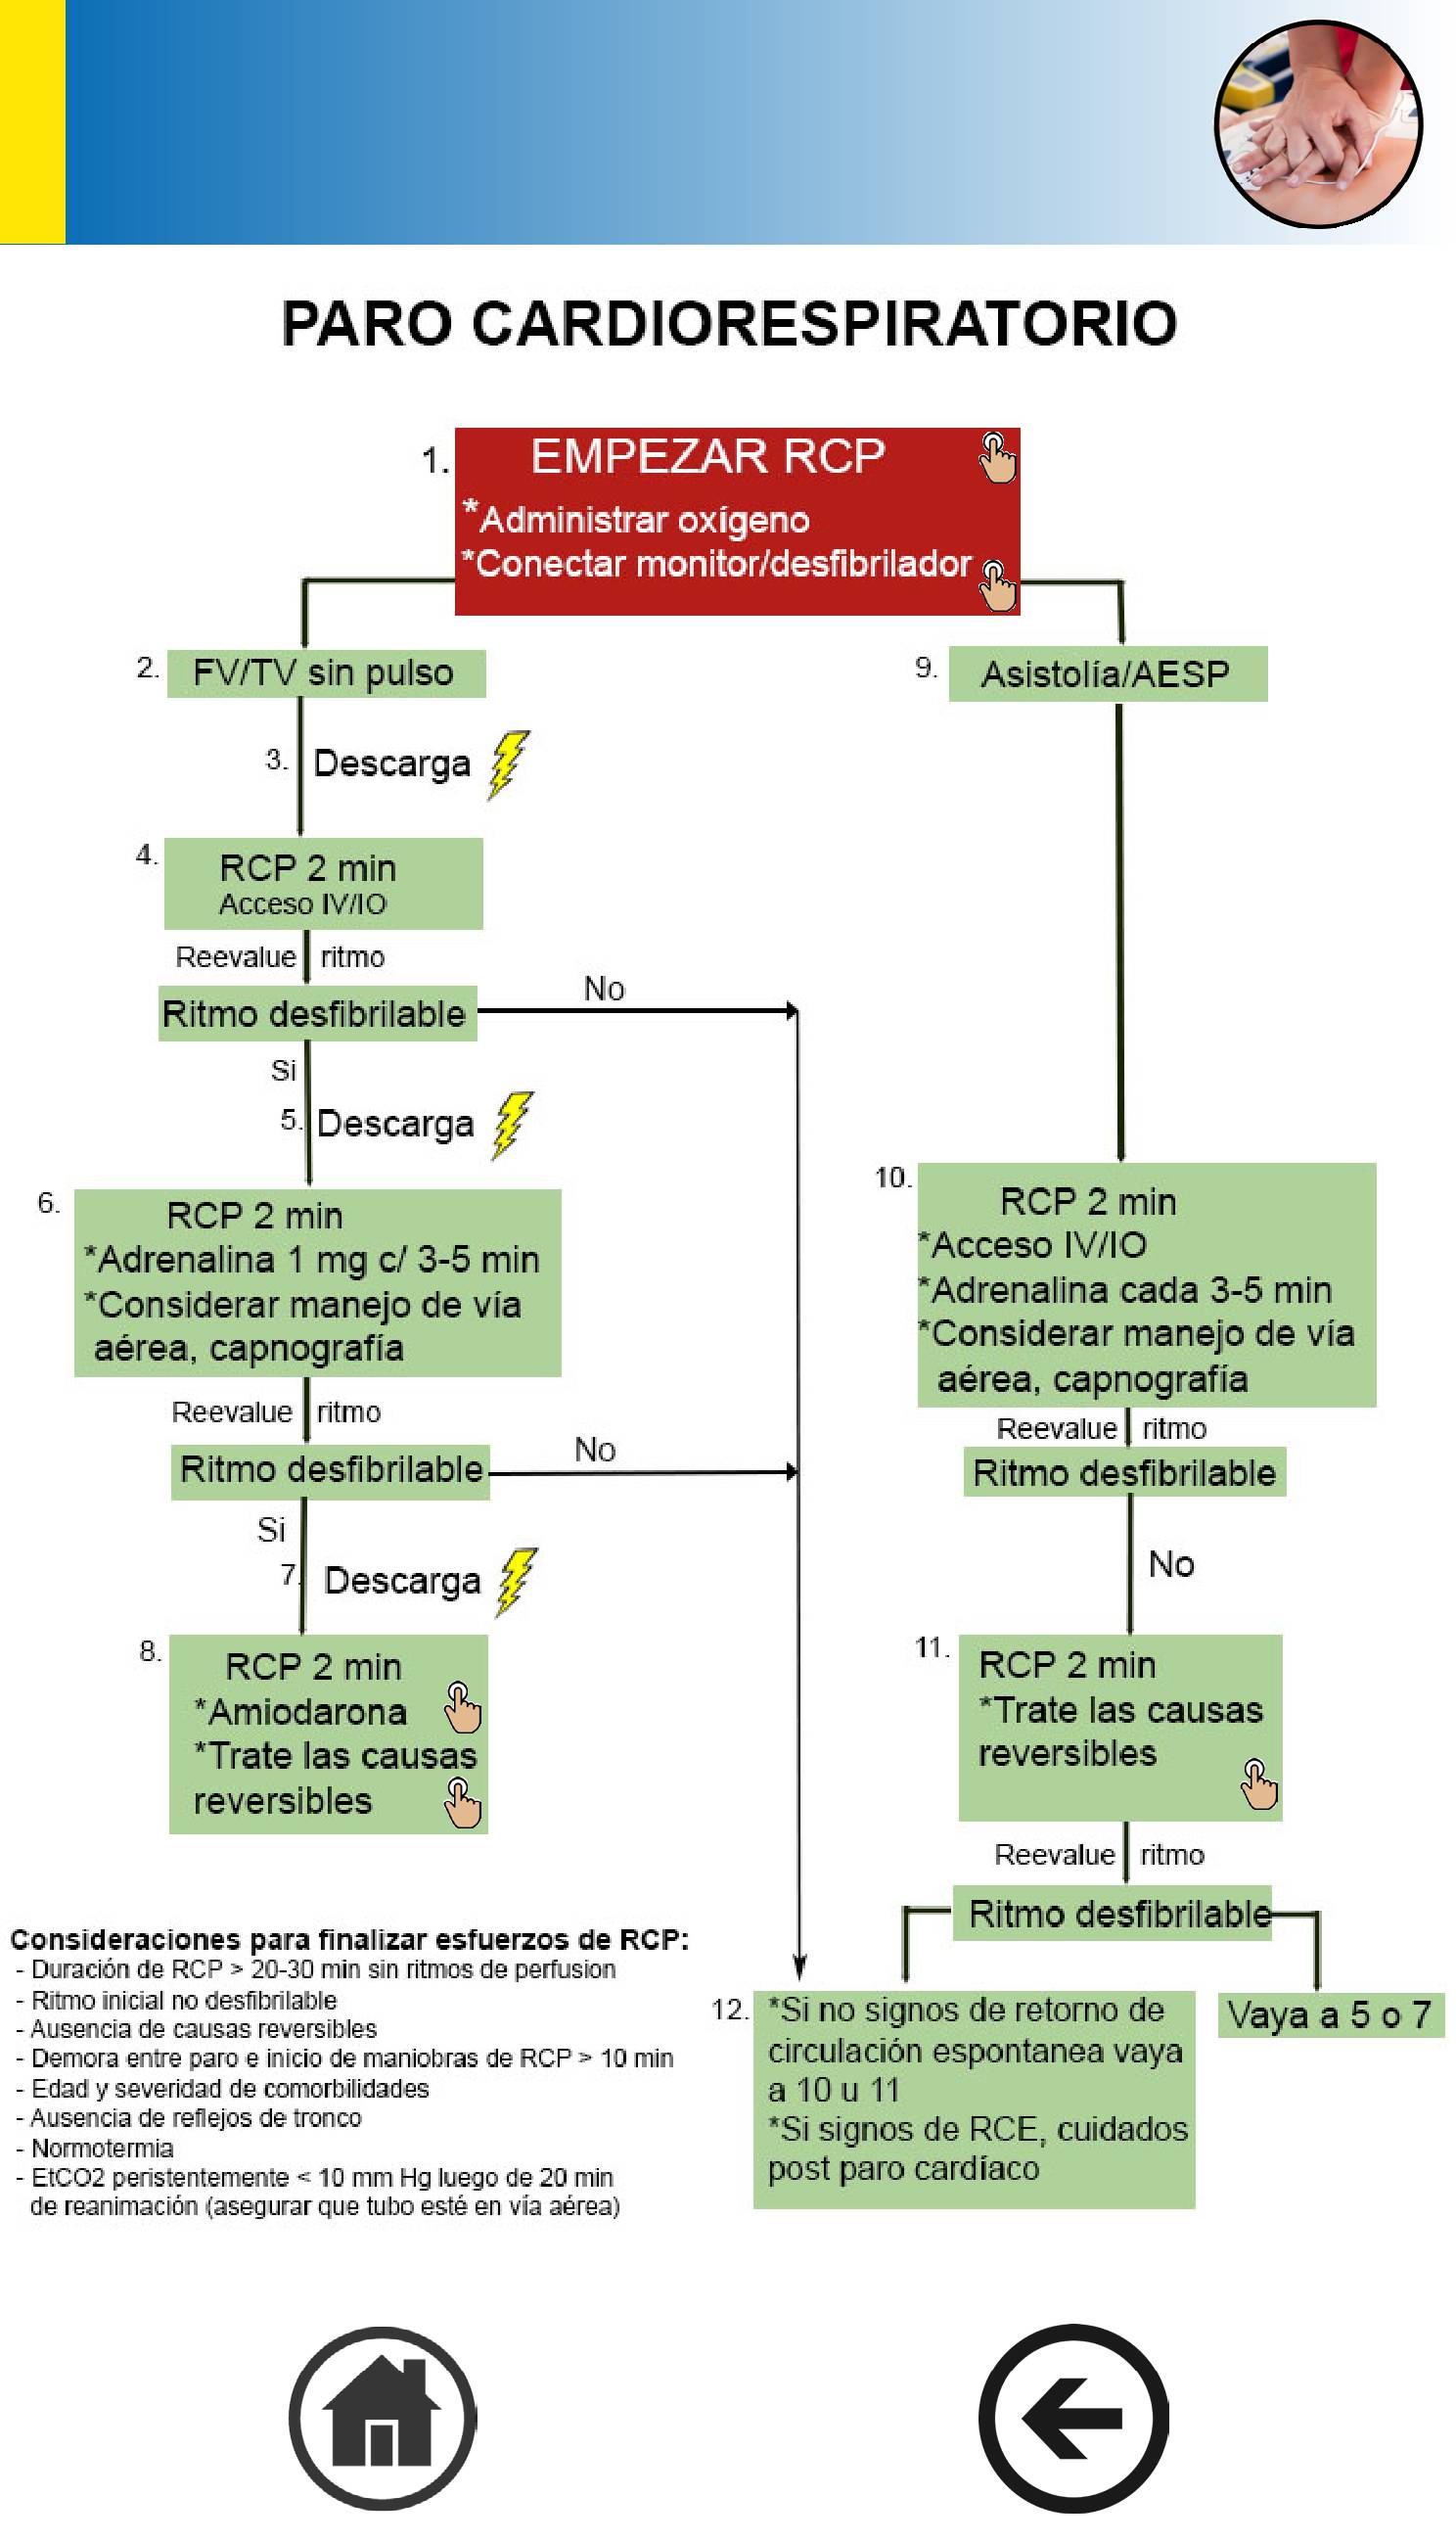 PARO CARDIORESPIRATORIO
1.
EMPEZAR RCP
*Administrar oxígeno
*Conectar monitor/desfibrilador
2.
FV/TV sin pulso
3.
Descarga
4.
RCP 2 min
Acceso IV/IO
Reevalue ritmo
Ritmo desfibrilable
No
Si
5.
Descarga
6.
RCP 2 min
*Adrenalina 1 mg c/ 3-5 min
*Considerar manejo de vía
aérea, capnografía
Reevalue ritmo
Ritmo desfibrilable
No
Si
7.
Descarga
8.
RCP 2 min
*Amiodarona
*Trate las causas
reversibles
9.
Asistolía/AESP
10.
RCP 2 min
*Acceso IV/IO
*Adrenalina cada 3-5 min
*Considerar manejo de vía
aérea, capnografía
Reevalue ritmo
Ritmo desfibrilable
No
11.
RCP 2 min
*Trate las causas
reversibles
Reevalue ritmo
Ritmo desfibrilable
12.
*Si no signos de retorno de
circulación espontanea vaya
a 10 u 11
*Si signos de RCE, cuidados
post paro cardíaco
Vaya a 5 o 7
Consideraciones para finalizar esfuerzos de RCP:
- Duración de RCP > 20-30 min sin ritmos de perfusion
- Ritmo inicial no desfibrilable
- Ausencia de causas reversibles
- Demora entre paro e inicio de maniobras de RCP > 10 min
- Edad y severidad de comorbilidades
- Ausencia de reflejos de tronco
- Normotermia
- EtCO2 peristentemente < 10 mm Hg luego de 20 min
de reanimación (asegurar que tubo esté en vía aérea)